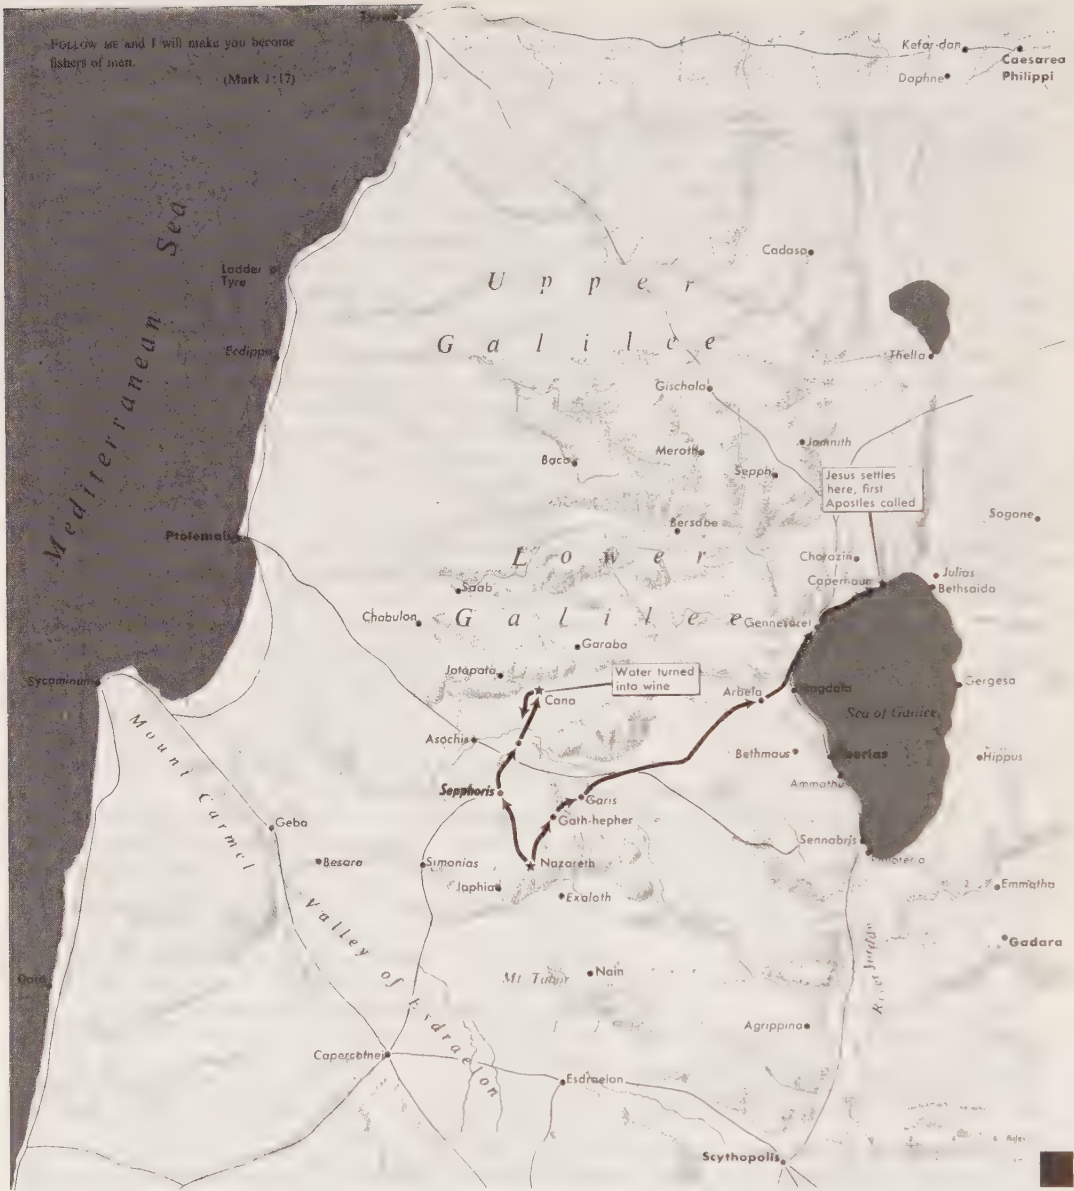 FOLLOW ME and I will make you become
fishers of men.
(Mark 1:17)
Tyre
Kefar-dan
Caesarea
Philippi
Daphne
Mediterranean Sea
Cadasa
Ladder
Tyre
Upper
Galilee
Ecdippa
Thella
Gischala
Jamnith
Baca
Meroth
Sepph
Jesus settles
here, first
Apostles called
Sogane
Bersabe
Ptolemais
Lower
Galilee
Chorazin
Capernaum
Julias
Bethsaida
Saab
Chabulon
Gennesaret
Garaba
Jotapata
Water turned
into wine
Sycaminum
Cana
Arbela
Magdala
Gergesa
Sea of Galilee
Mount Carmel
Asochis
Bethmaus
Hippus
Ammathus
Sepphoris
Garis
Gath-hepher
Geba
Sennabris
Besara
Simonias
Nazareth
Japhia
Exaloth
Emmatha
Valley of Esdraelon
Gadara
River Jordan
Mt Tabor
Nain
Dora
Agrippina
Capercotnei
Esdraelon
Scythopolis